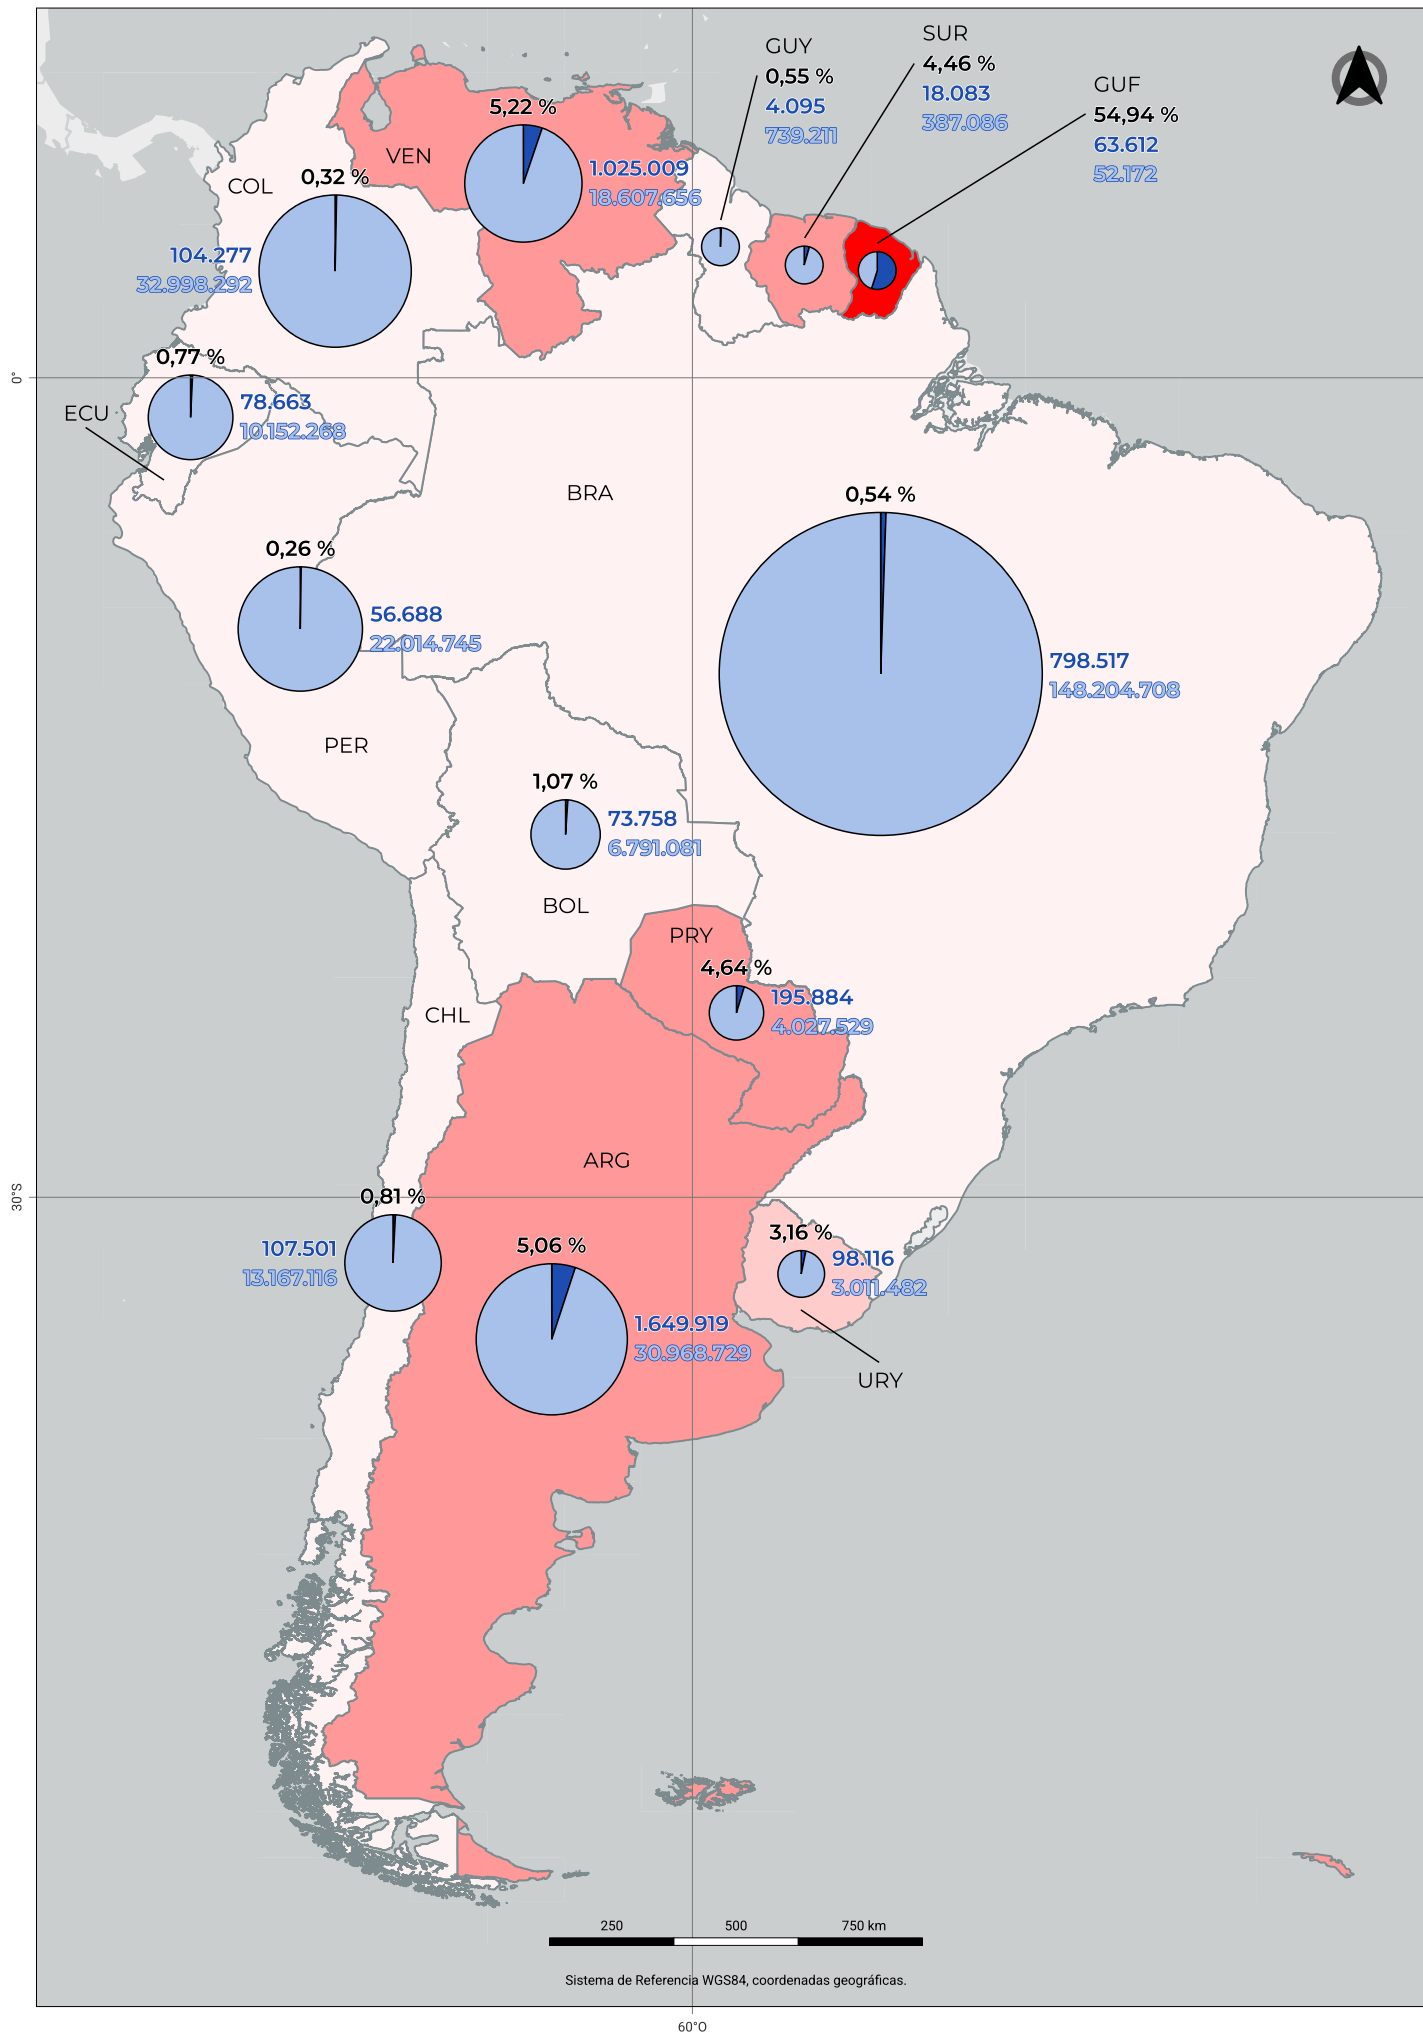 GUY
0,55 %
4.095
739.211
SUR
4,46 %
18.083
387.086
GUF
54,94 %
63.612
52.172
5,22 %
VEN
1.025.009
18.607.656
COL
0,32 %
104.277
32.998.292
0°
0,77 %
ECU
78.663
10.152.268
BRA
0,54 %
798.517
148.204.708
0,26 %
56.688
22.014.745
PER
1,07 %
73.758
6.791.081
BOL
PRY
4,64 %
195.884
4.027.529
CHL
ARG
30°S
0,81 %
107.501
13.167.116
5,06 %
1.649.919
30.968.729
3,16 %
98.116
3.011.482
URY
250 500 750 km
Sistema de Referencia WGS84, coordenadas geográficas.
60°O